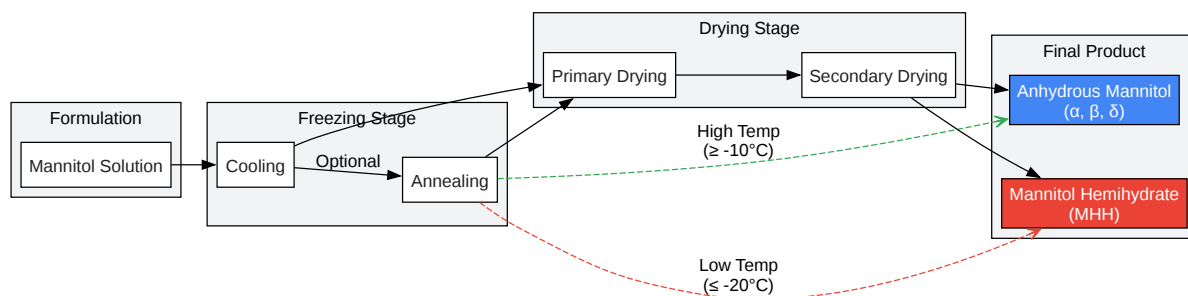 Formulation
Mannitol Solution
Freezing Stage
Cooling
Optional
Annealing
Drying Stage
Primary Drying
Secondary Drying
High Temp
(≥ -10°C)
Low Temp
(≤ -20°C)
Final Product
Anhydrous Mannitol
(α, β, δ)
Mannitol Hemihydrate
(MHH)